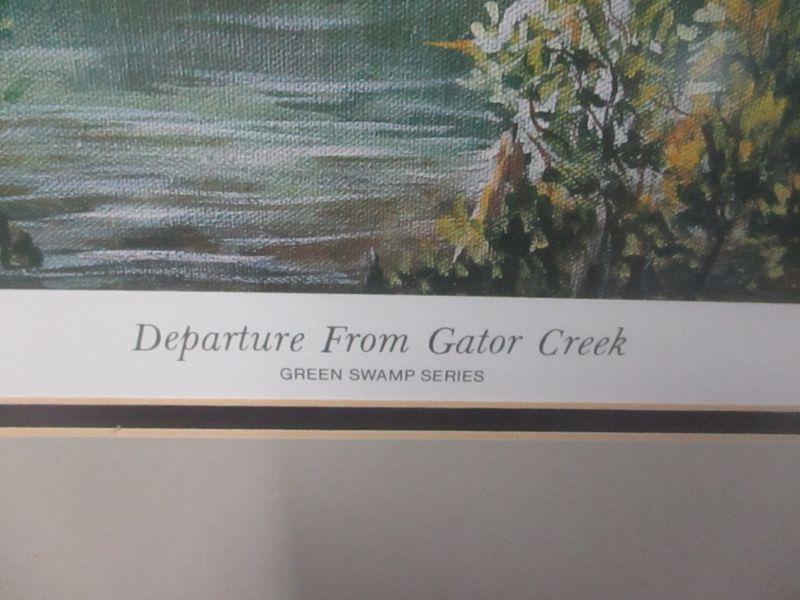 Departure From Gator Creek
GREEN SWAMP SERIES